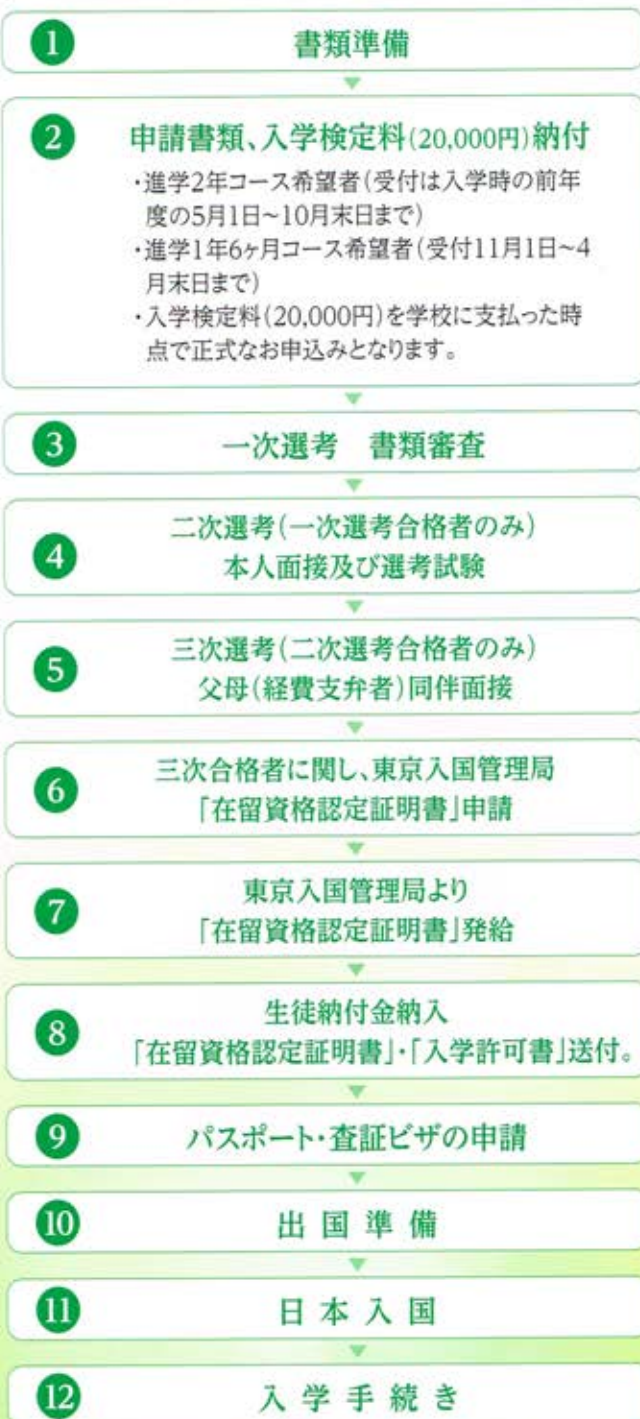 1 書類準備
2 申請書類、入学検定料(20,000円)納付
・進学2年コース希望者(受付は入学時の前年
度の5月1日~10月末日まで)
・進学1年6ヶ月コース希望者(受付11月1日~4
月末日まで)
・入学検定料(20,000円)を学校に支払った時
点で正式なお申込みとなります。
3 一次選考 書類審査
4 二次選考(一次選考合格者のみ)
本人面接及び選考試験
5 三次選考(二次選考合格者のみ)
父母(経費支弁者)同伴面接
6 三次合格者に関し、東京入国管理局
「在留資格認定証明書」申請
7 東京入国管理局より
「在留資格認定証明書」発給
8 生徒納付金納入
「在留資格認定証明書」・「入学許可書」送付。
9 パスポート・査証ビザの申請
10 出国準備
11 日本入国
12 入学手続き